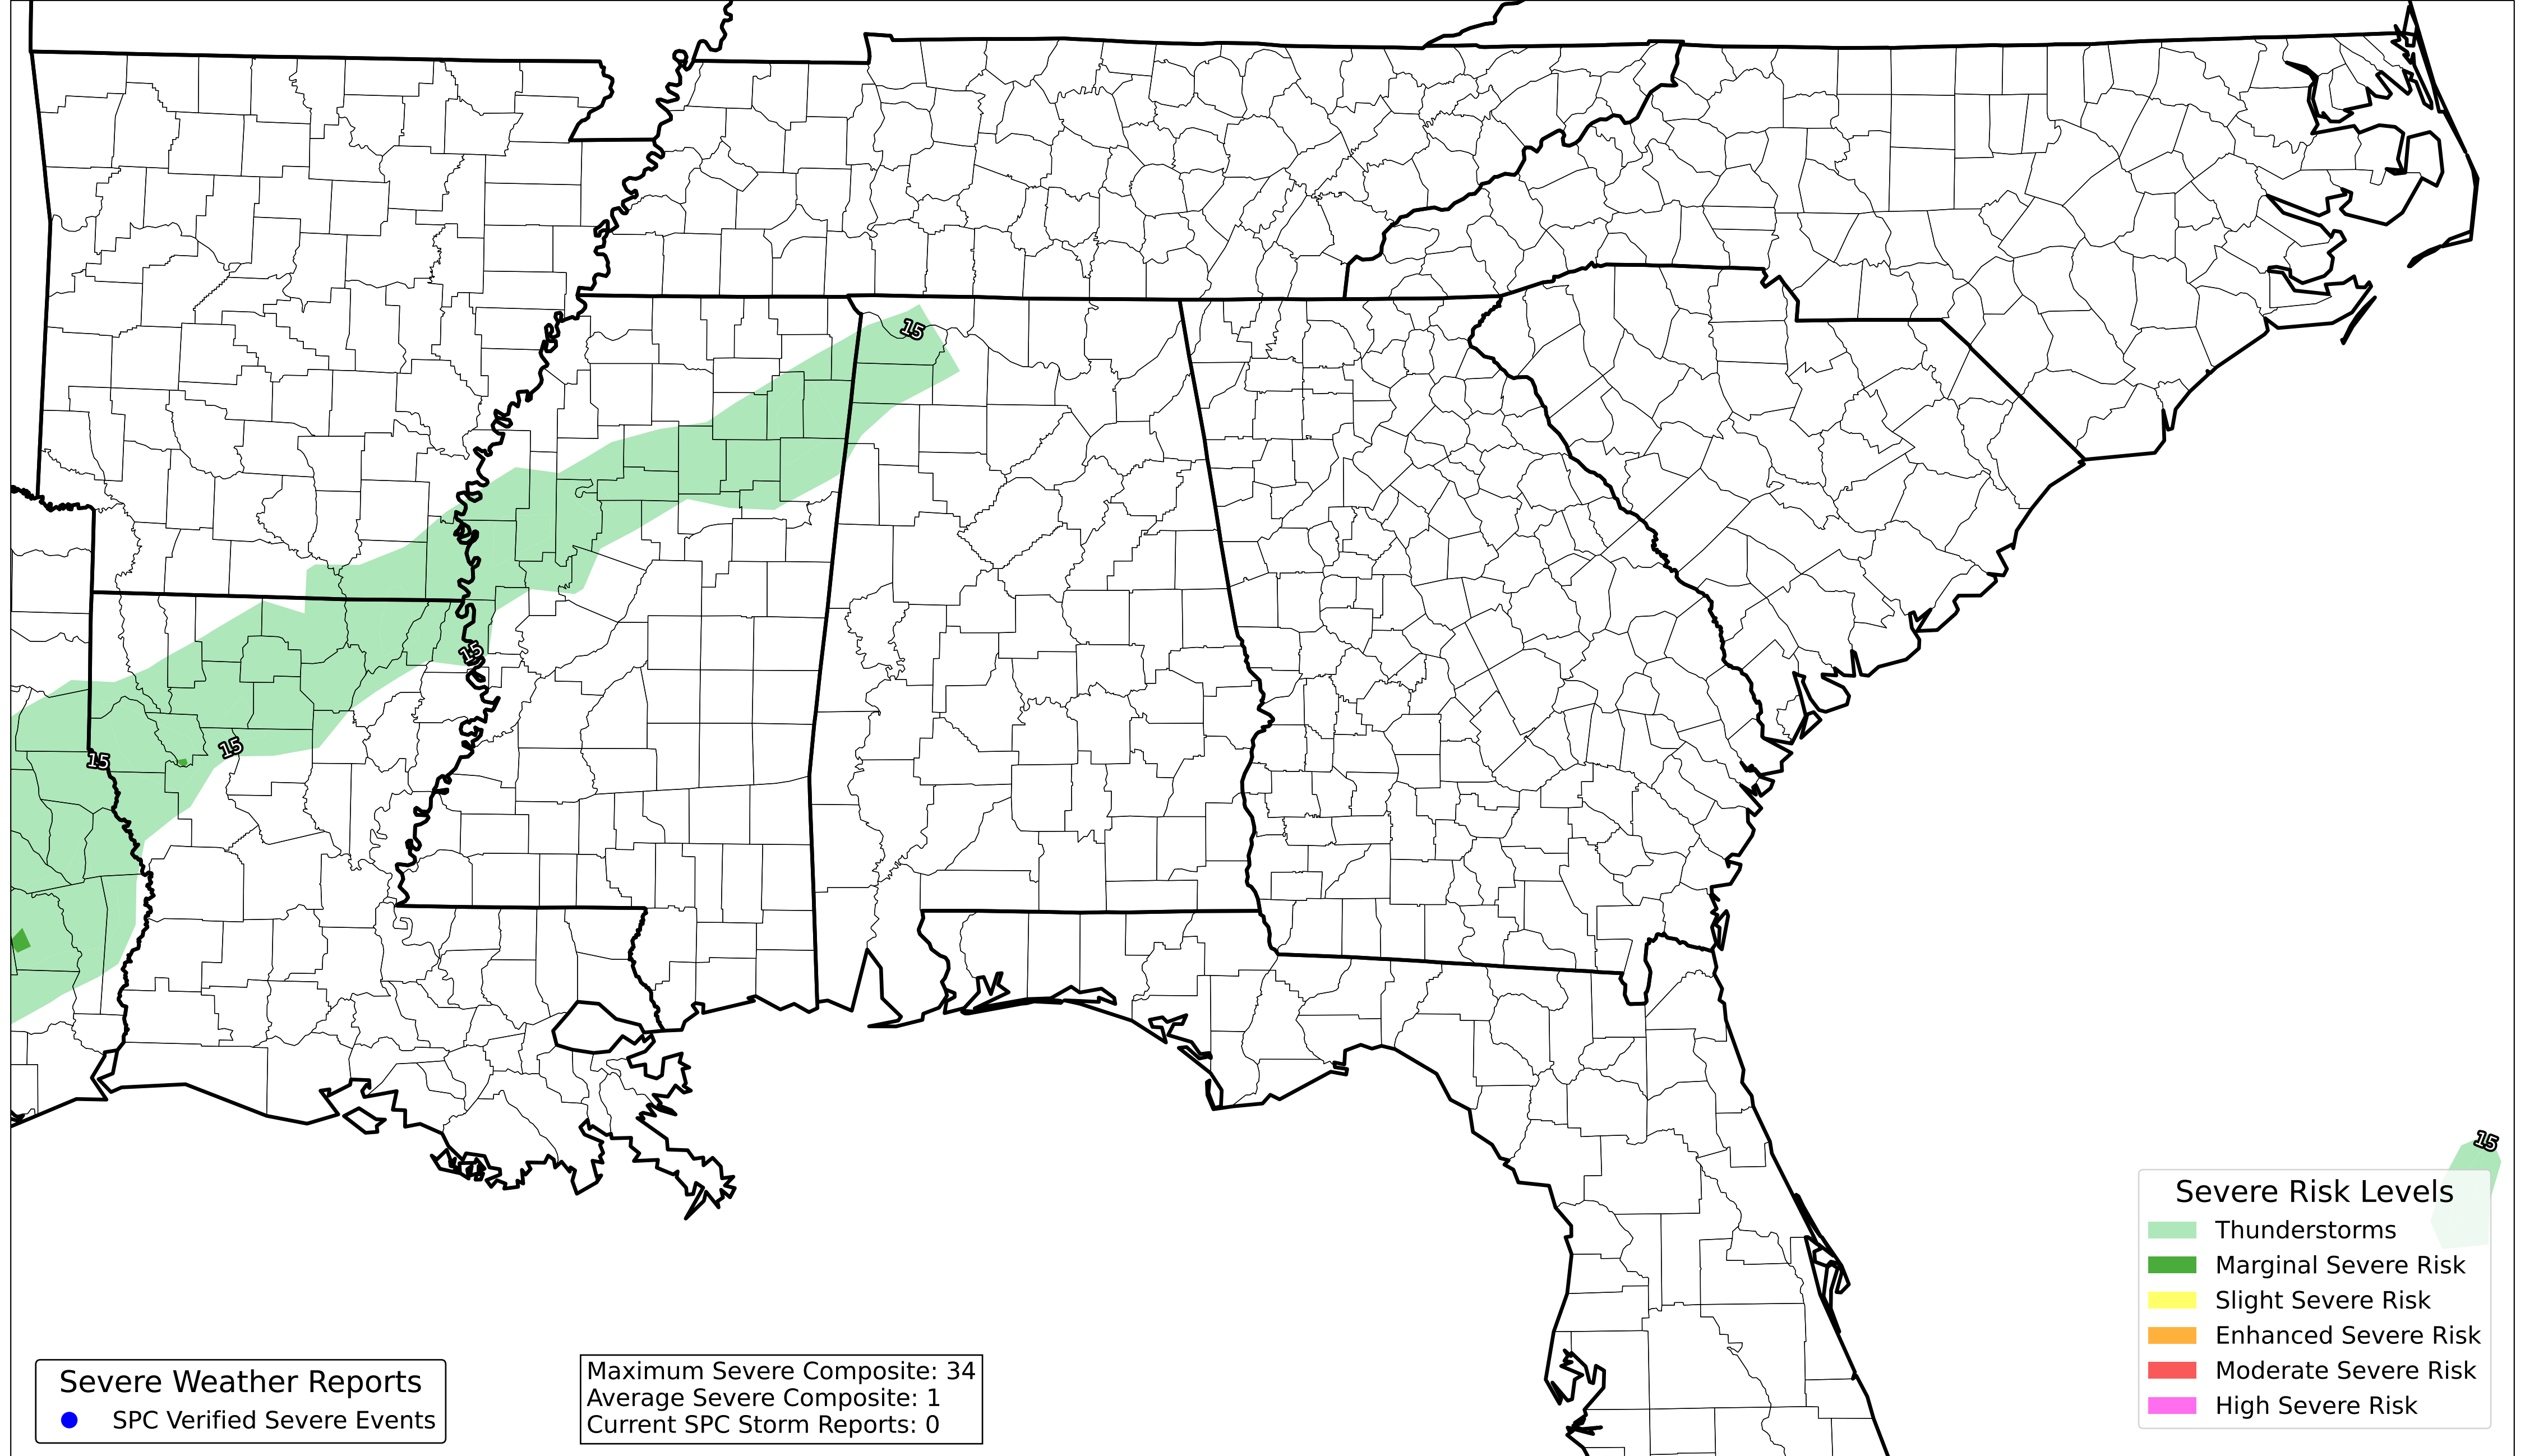 15
15
15
15
15
Severe Risk Levels
Thunderstorms
Marginal Severe Risk
Slight Severe Risk
Enhanced Severe Risk
Moderate Severe Risk
High Severe Risk
Severe Weather Reports
SPC Verified Severe Events
Maximum Severe Composite: 34
Average Severe Composite: 1
Current SPC Storm Reports: 0